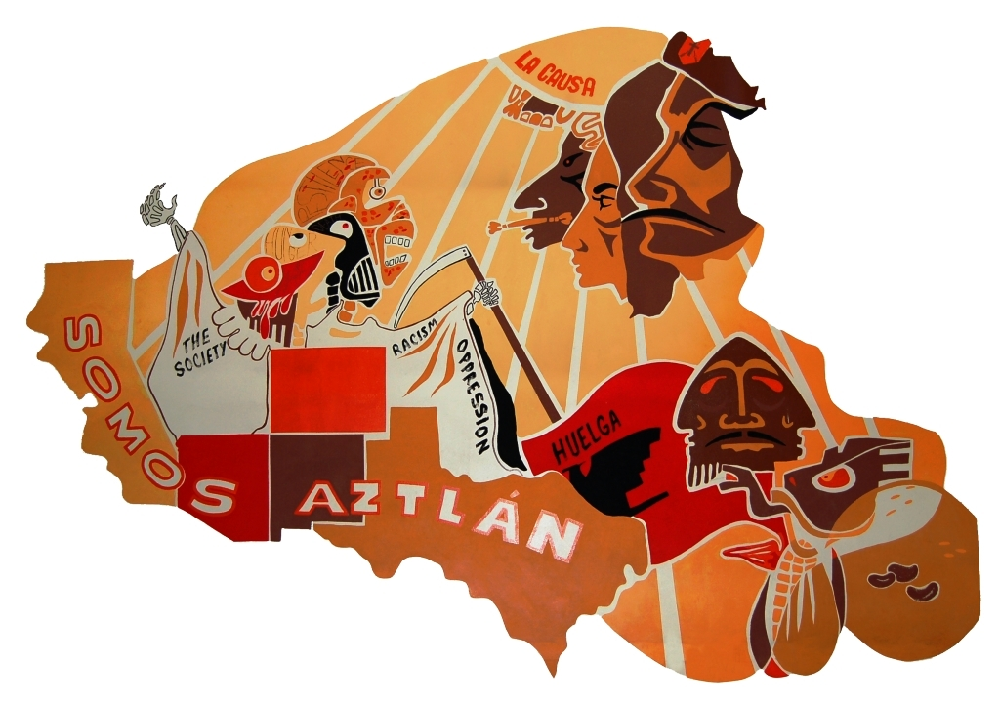 LA CAUSA
THE
SOCIETY
RACISM
OPPRESSION
HUELGA
SOMOS AZTLÁN